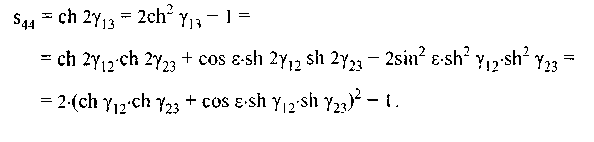 s₄₄ = ch 2γ₁₃ = 2ch² γ₁₃ − 1 =
= ch 2γ₁₂·ch 2γ₂₃ + cos ε·sh 2γ₁₂ sh 2γ₂₃ − 2sin² ε·sh² γ₁₂·sh² γ₂₃ =
= 2·(ch γ₁₂·ch γ₂₃ + cos ε·sh γ₁₂·sh γ₂₃)² − 1.